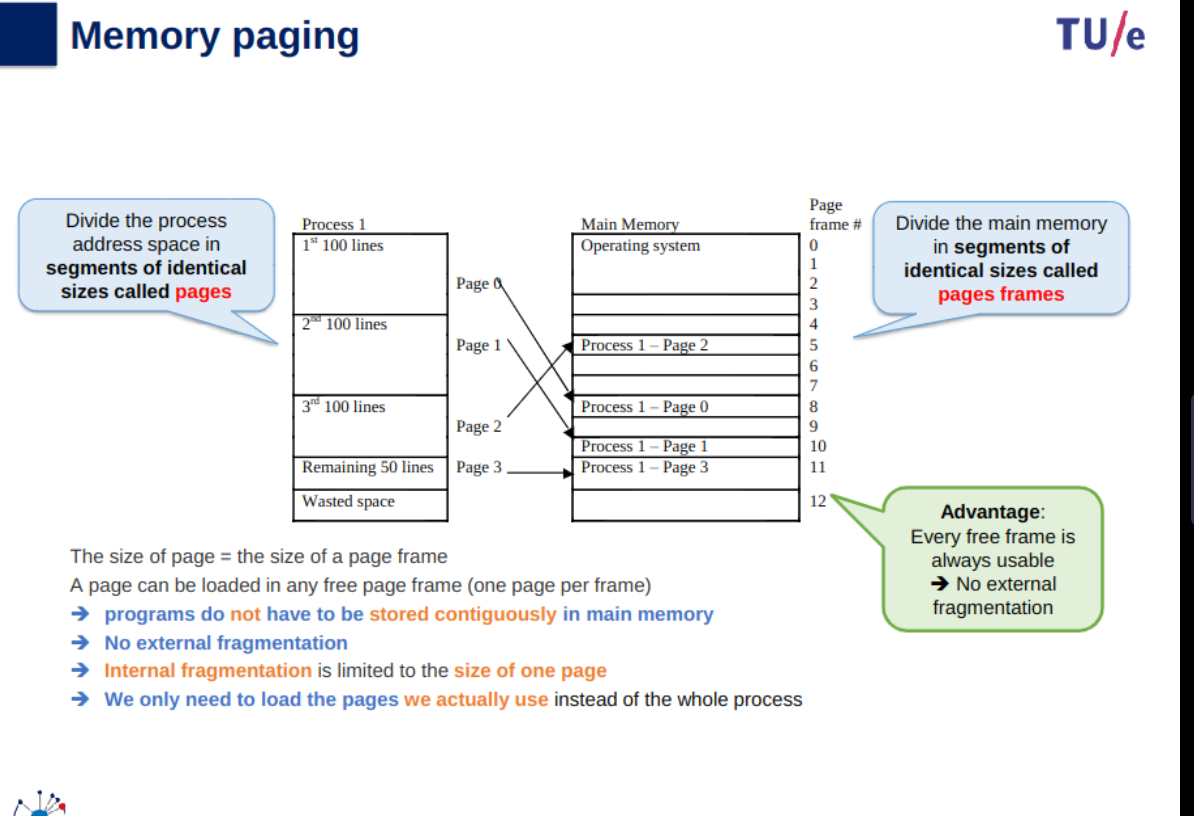 Memory paging
TU/e
Divide the process
address space in
segments of identical
sizes called pages
Process 1
1st 100 lines
2nd 100 lines
3rd 100 lines
Remaining 50 lines
Wasted space
Page 0
Page 1
Page 2
Page 3
Main Memory
Operating system
Process 1 – Page 2
Process 1 – Page 0
Process 1 – Page 1
Process 1 – Page 3
Page
frame #
0
1
2
3
4
5
6
7
8
9
10
11
12
Divide the main memory
in segments of
identical sizes called
pages frames
Advantage:
Every free frame is
always usable
➔ No external
fragmentation
The size of page = the size of a page frame
A page can be loaded in any free page frame (one page per frame)
➔ programs do not have to be stored contiguously in main memory
➔ No external fragmentation
➔ Internal fragmentation is limited to the size of one page
➔ We only need to load the pages we actually use instead of the whole process